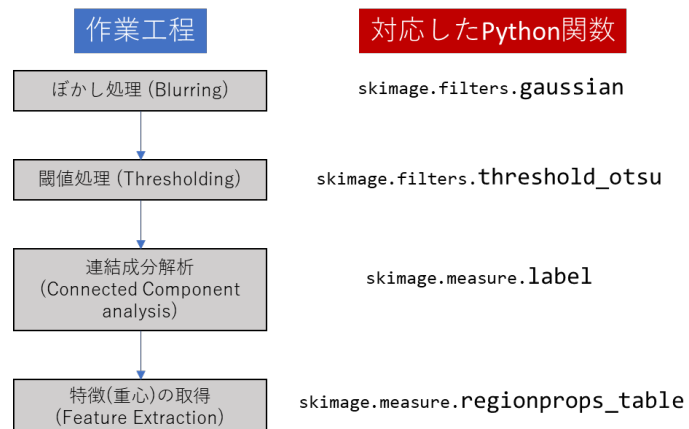 作業工程
対応したPython関数
ぼかし処理 (Blurring)
skimage.filters.gaussian
閾値処理 (Thresholding)
skimage.filters.threshold_otsu
連結成分解析
(Connected Component
analysis)
skimage.measure.label
特徴(重心)の取得
(Feature Extraction)
skimage.measure.regionprops_table